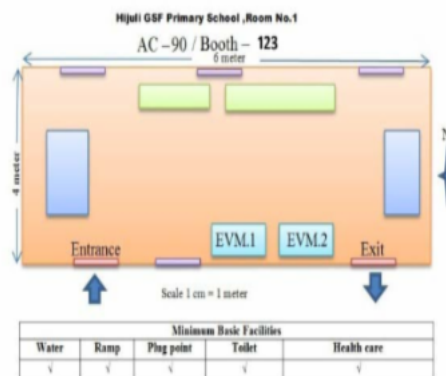 Hijuli GSF Primary School ,Room No.1
AC –90 / Booth – 123
6 meter
4 meter
N
EVM.1
EVM.2
Entrance
Exit
Scale 1 cm = 1 meter
Minimum Basic Facilities
Water Ramp Plug point Toilet Health care
√ √ √ √ √